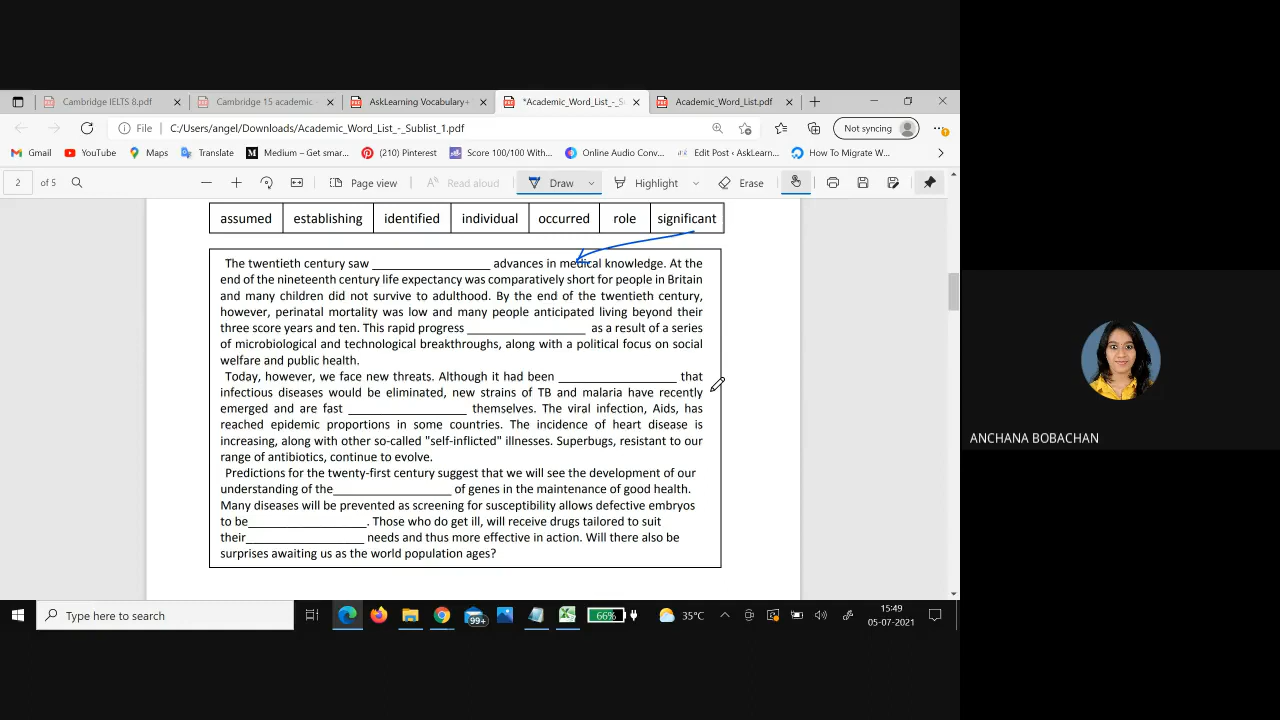 Cambridge IELTS 8.pdf
Cambridge 15 academic
AskLearning Vocabulary+
*Academic_Word_List_-_S
Academic_Word_List.pdf
File C:/Users/angel/Downloads/Academic_Word_List_-_Sublist_1.pdf
Not syncing
Gmail YouTube Maps Translate Medium – Get smar... (210) Pinterest Score 100/100 With... Online Audio Conv... Edit Post ‹ AskLearn... How To Migrate W...
2 of 5 Page view Read aloud Draw Highlight Erase
assumed establishing identified individual occurred role significant
The twentieth century saw __________________ advances in medical knowledge. At the
end of the nineteenth century life expectancy was comparatively short for people in Britain
and many children did not survive to adulthood. By the end of the twentieth century,
however, perinatal mortality was low and many people anticipated living beyond their
three score years and ten. This rapid progress __________________ as a result of a series
of microbiological and technological breakthroughs, along with a political focus on social
welfare and public health.
Today, however, we face new threats. Although it had been __________________ that
infectious diseases would be eliminated, new strains of TB and malaria have recently
emerged and are fast __________________ themselves. The viral infection, Aids, has
reached epidemic proportions in some countries. The incidence of heart disease is
increasing, along with other so-called "self-inflicted" illnesses. Superbugs, resistant to our
range of antibiotics, continue to evolve.
Predictions for the twenty-first century suggest that we will see the development of our
understanding of the__________________ of genes in the maintenance of good health.
Many diseases will be prevented as screening for susceptibility allows defective embryos
to be__________________. Those who do get ill, will receive drugs tailored to suit
their__________________ needs and thus more effective in action. Will there also be
surprises awaiting us as the world population ages?
ANCHANA BOBACHAN
Type here to search
99+
66%
35°C
15:49
05-07-2021